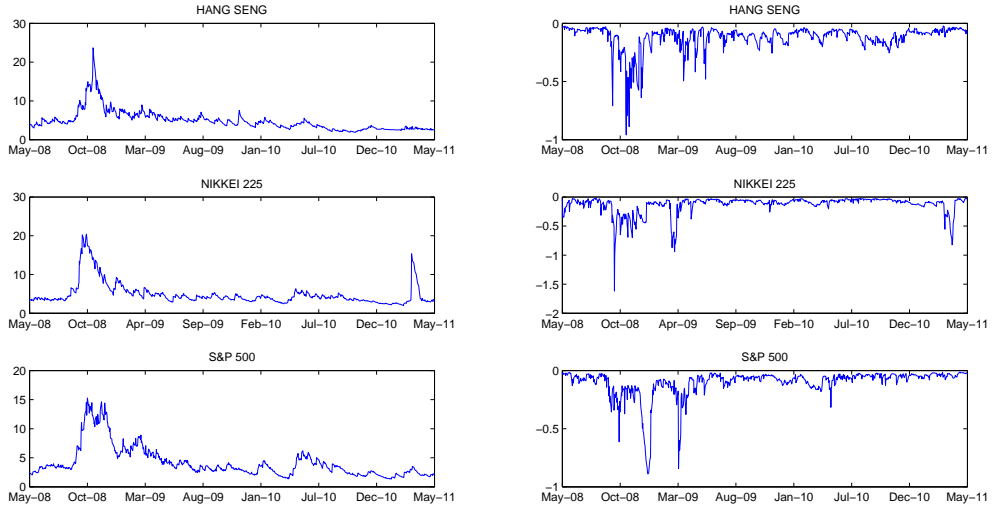 HANG SENG
30
20
10
0
May−08 Oct−08 Mar−09 Aug−09 Jan−10 Jul−10 Dec−10 May−11
HANG SENG
0
−0.5
−1
May−08 Oct−08 Mar−09 Aug−09 Jan−10 Jul−10 Dec−10 May−11
NIKKEI 225
30
20
10
0
May−08 Oct−08 Apr−09 Sep−09 Feb−10 Jul−10 Dec−10 May−11
NIKKEI 225
0
−0.5
−1
−1.5
−2
May−08 Oct−08 Apr−09 Sep−09 Feb−10 Jul−10 Dec−10 May−11
S&P 500
20
15
10
5
0
May−08 Oct−08 Mar−09 Aug−09 Jan−10 Jul−10 Dec−10 May−11
S&P 500
0
−0.5
−1
May−08 Oct−08 Mar−09 Aug−09 Jan−10 Jul−10 Dec−10 May−11